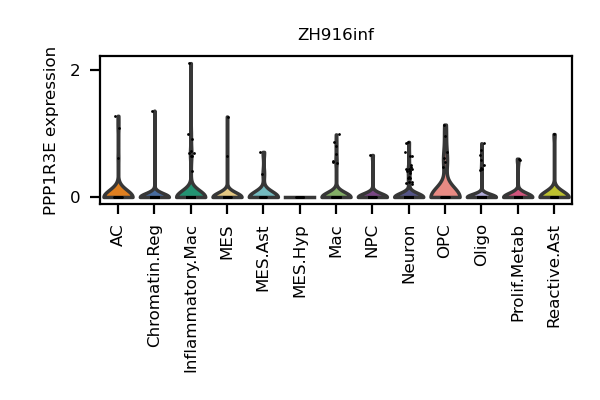 ZH916inf
PPP1R3E expression
2
0
AC
Chromatin.Reg
Inflammatory.Mac
MES
MES.Ast
MES.Hyp
Mac
NPC
Neuron
OPC
Oligo
Prolif.Metab
Reactive.Ast